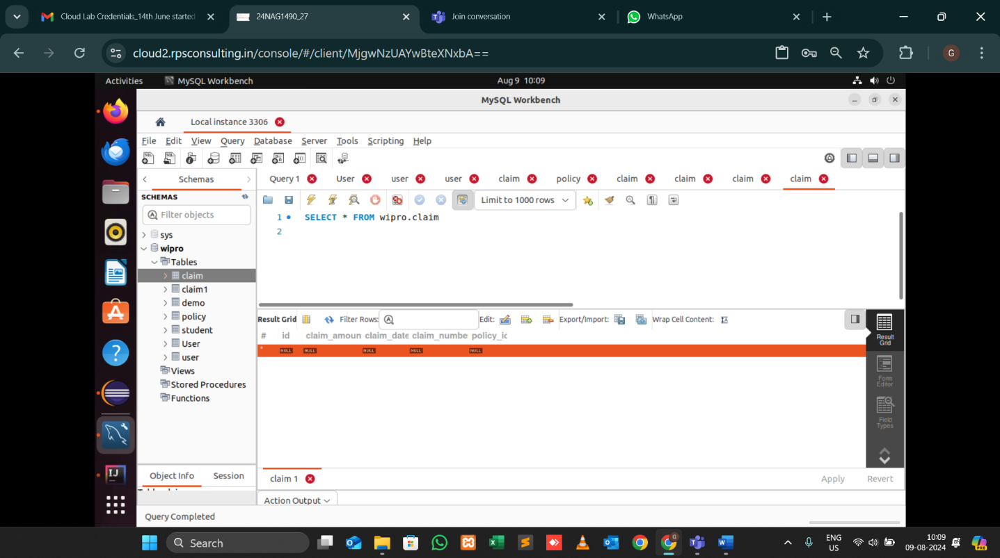 Cloud Lab Credentials_14th June started
24NAG1490_27
Join conversation
WhatsApp
cloud2.rpsconsulting.in/console/#/client/MjgwNzUAYwBteXNxbA==
G
Activities
MySQL Workbench
Aug 9 10:09
MySQL Workbench
Local instance 3306
File Edit View Query Database Server Tools Scripting Help
Schemas
Query 1 User user user claim policy claim claim claim claim
SCHEMAS
Limit to 1000 rows
Filter objects
1 SELECT * FROM wipro.claim
2
sys
wipro
Tables
claim
claim1
demo
policy
student
User
user
Views
Stored Procedures
Functions
Result Grid Filter Rows: Edit: Export/Import: Wrap Cell Content:
# id claim_amoun claim_date claim_numbe policy_ic
* NULL NULL NULL NULL NULL
Result Grid
Form Editor
Field Types
Object Info Session
claim 1 Apply Revert
Action Output
Query Completed
Search
ENG
US
10:09
09-08-2024
PRE